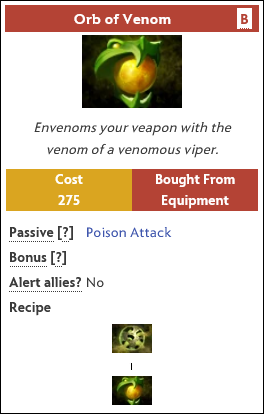 Orb of Venom B
Envenoms your veapon with the
venom of a venomous viper.
Cost Bought From
275 Equipment
Passive [?] Poison Attack
Bonus [?]
Alert allies? No
Recipe